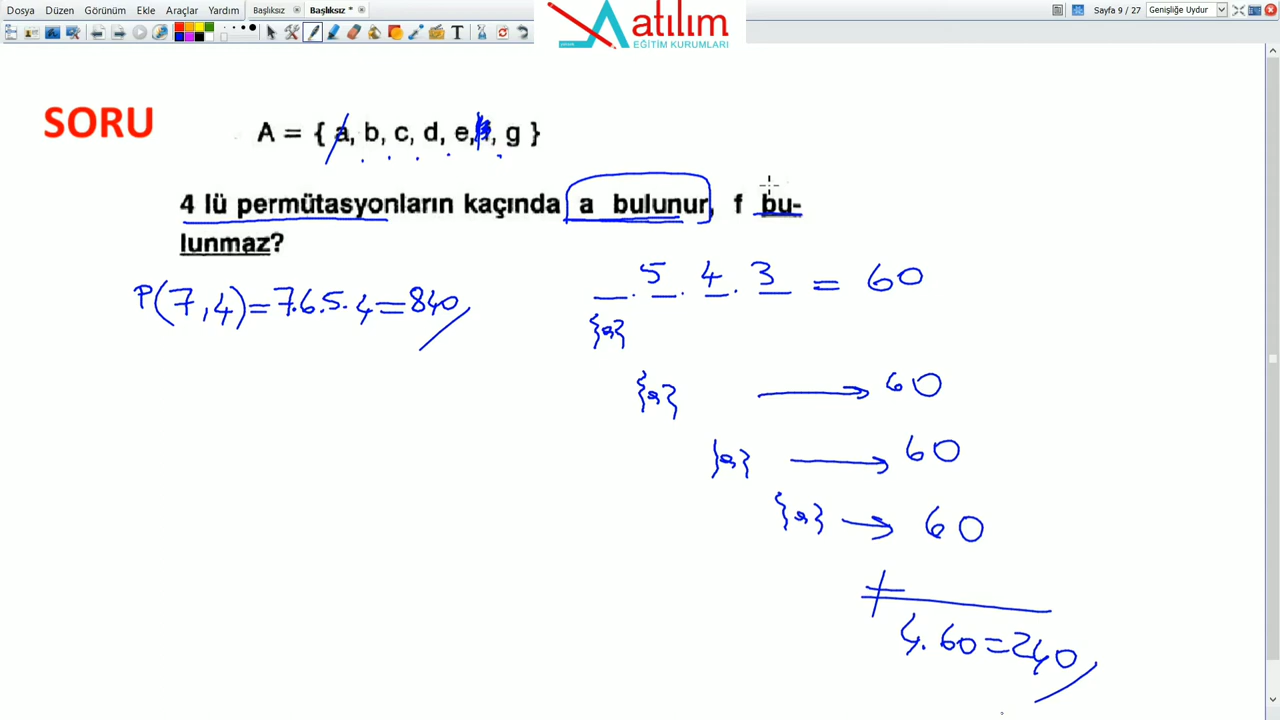 Dosya Düzen Görünüm Ekle Araçlar Yardım
Başlıksız
Başlıksız *
Sayfa 9 / 27
Genişliğe Uydur
atılım
EĞİTİM KURUMLARI
SORU
A = { a, b, c, d, e, f, g }
4 lü permütasyonların kaçında a bulunur, f bu-
lunmaz?
P(7,4)=7.6.5.4=840
_ . 5 . 4 . 3 = 60
{a}
{a} → 60
{a} → 60
{a} → 60
+
4.60=240